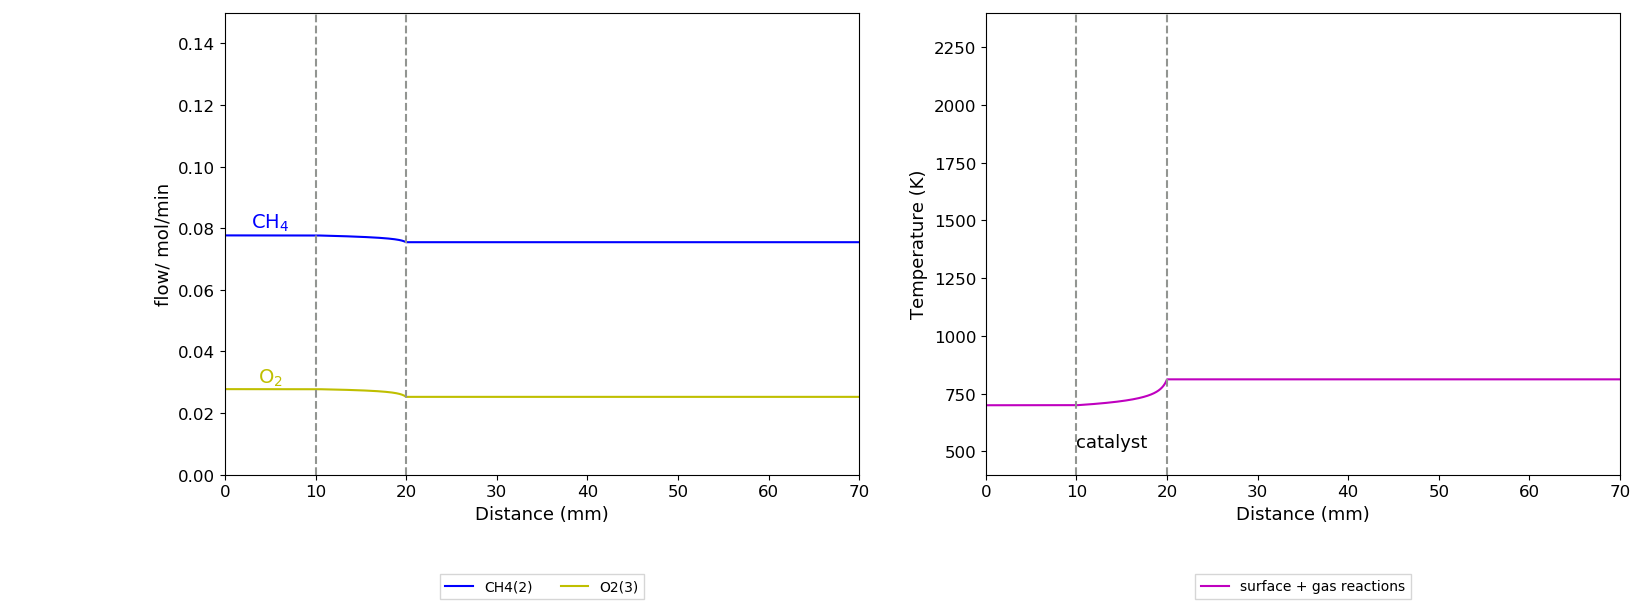 0.14
0.12
0.10
0.08
0.06
0.04
0.02
0.00
flow/ mol/min
CH₄
O₂
0 10 20 30 40 50 60 70
Distance (mm)
CH4(2) O2(3)
2250
2000
1750
1500
1250
1000
750
500
Temperature (K)
catalyst
0 10 20 30 40 50 60 70
Distance (mm)
surface + gas reactions